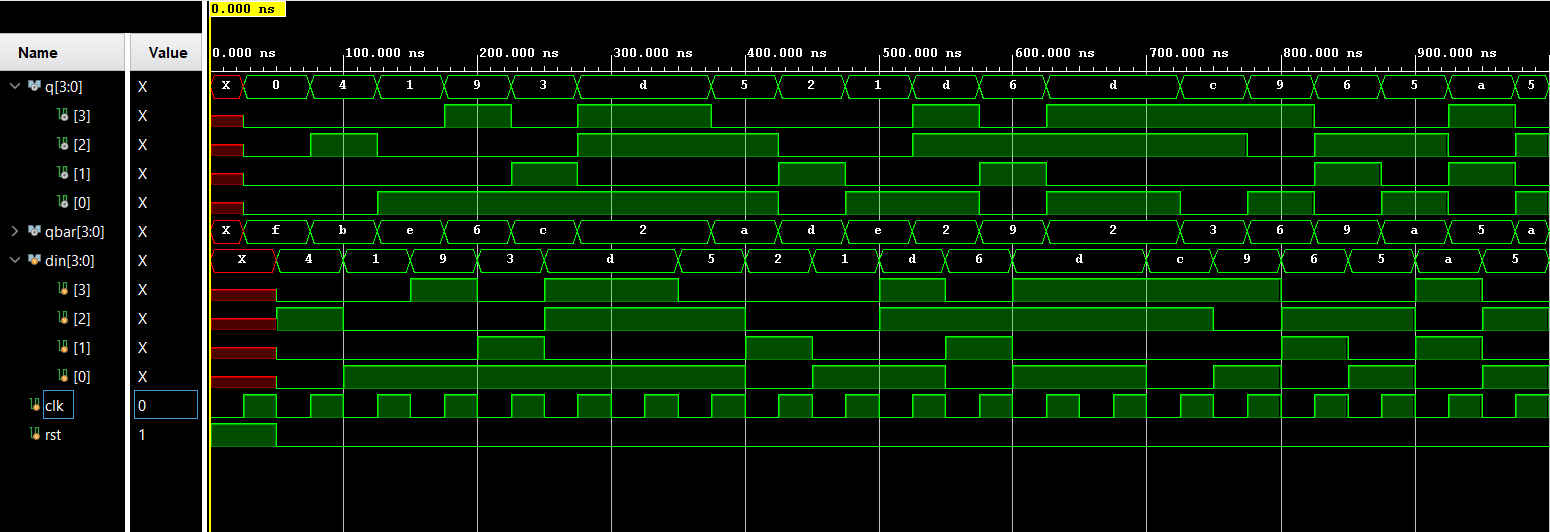 0.000 ns
Name Value 0.000 ns 100.000 ns 200.000 ns 300.000 ns 400.000 ns 500.000 ns 600.000 ns 700.000 ns 800.000 ns 900.000 ns
q[3:0] X X 0 4 1 9 3 d 5 2 1 d 6 d c 9 6 5 a 5
[3] X
[2] X
[1] X
[0] X
qbar[3:0] X X f b e 6 c 2 a d e 2 9 2 3 6 9 a 5 a
din[3:0] X X 4 1 9 3 d 5 2 1 d 6 d c 9 6 5 a 5
[3] X
[2] X
[1] X
[0] X
clk 0
rst 1